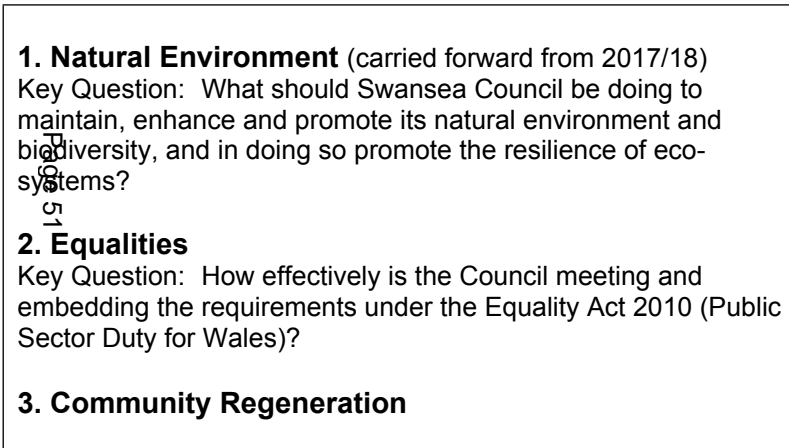 1. Natural Environment (carried forward from 2017/18)
Key Question: What should Swansea Council be doing to
maintain, enhance and promote its natural environment and
biodiversity, and in doing so promote the resilience of eco-
systems?
Page 51
2. Equalities
Key Question: How effectively is the Council meeting and
embedding the requirements under the Equality Act 2010 (Public
Sector Duty for Wales)?
3. Community Regeneration